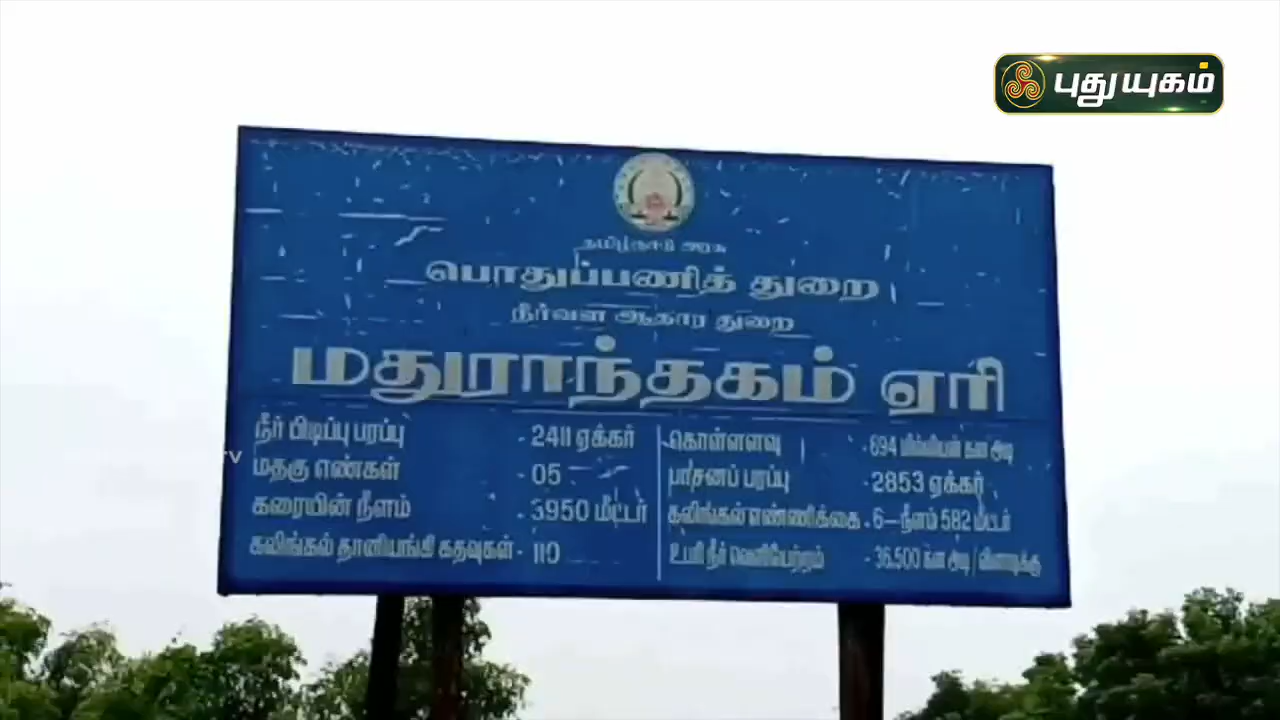 புதுயுகம்
தமிழ்நாடு அரசு
பொதுப்பணித் துறை
நீர்வள ஆதார துறை
மதுராந்தகம் ஏரி
நீர் பிடிப்பு பரப்பு - 2411 ஏக்கர்
மதகு எண்கள் - 05
கரையின் நீளம் - 3950 மீட்டர்
கலிங்கல் தானியங்கி கதவுகள் - 110
கொள்ளளவு - 694 மில்லியன் கன அடி
பாசனப் பரப்பு - 2853 ஏக்கர்
கலிங்கல் எண்ணிக்கை - 6 - நீளம் 582 மீட்டர்
உபரி நீர் வெளியேற்றம் - 36,500 கன அடி / வினாடிக்கு